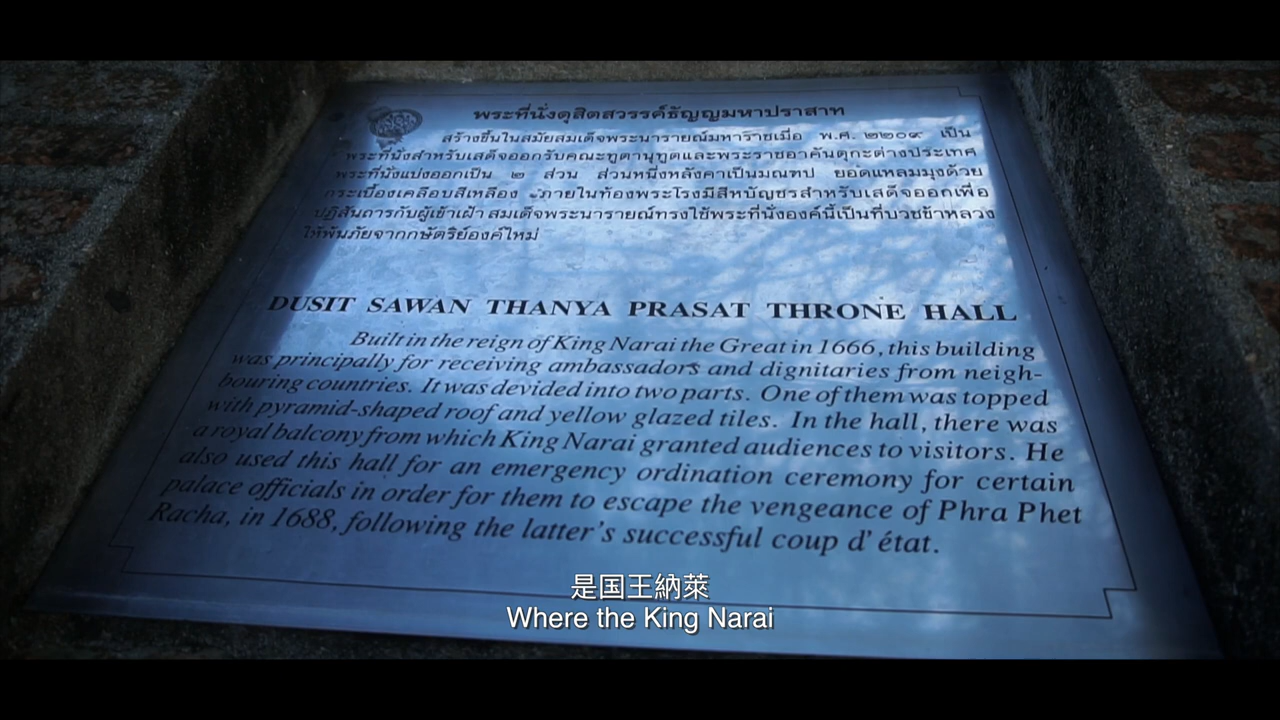 พระที่นั่งดุสิตสวรรค์ธัญญมหาปราสาท
สร้างขึ้นในสมัยสมเด็จพระนารายณ์มหาราชเมื่อ พ.ศ. ๒๒๐๙ เป็น
พระที่นั่งสำหรับเสด็จออกรับคณะทูตานุทูตและพระราชอาคันตุกะต่างประเทศ
พระที่นั่งแบ่งออกเป็น ๒ ส่วน ส่วนหนึ่งหลังคาเป็นมณฑป ยอดแหลมมุงด้วย
กระเบื้องเคลือบสีเหลือง ภายในท้องพระโรงมีสีหบัญชรสำหรับเสด็จออกเพื่อ
ปฏิสันถารกับผู้เข้าเฝ้า สมเด็จพระนารายณ์ทรงใช้พระที่นั่งองค์นี้เป็นที่บวชข้าหลวง
ให้พ้นภัยจากกษัตริย์องค์ใหม่
DUSIT SAWAN THANYA PRASAT THRONE HALL
Built in the reign of King Narai the Great in 1666, this building
was principally for receiving ambassadors and dignitaries from neigh-
bouring countries. It was devided into two parts. One of them was topped
with pyramid-shaped roof and yellow glazed tiles. In the hall, there was
a royal balcony from which King Narai granted audiences to visitors. He
also used this hall for an emergency ordination ceremony for certain
palace officials in order for them to escape the vengeance of Phra Phet
Racha, in 1688, following the latter's successful coup d' état.
是国王納萊
Where the King Narai